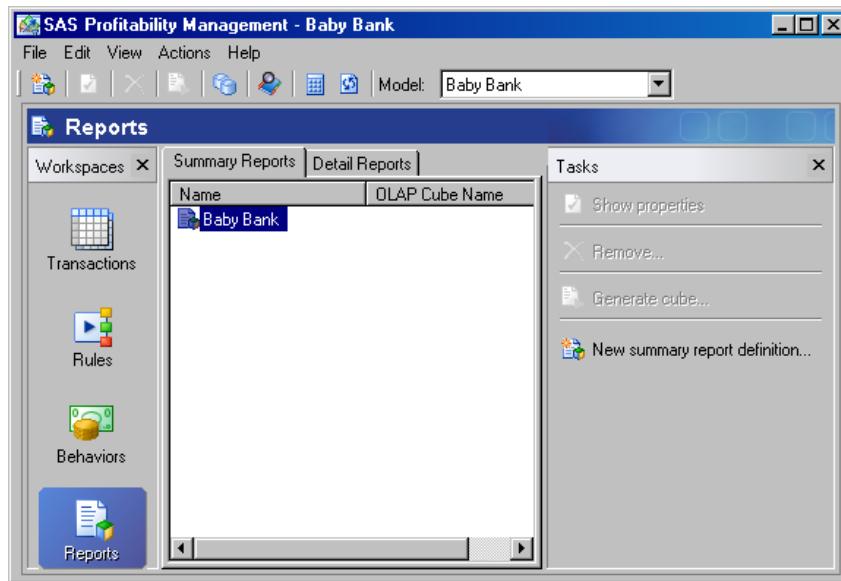 SAS Profitability Management - Baby Bank
File Edit View Actions Help
Model: Baby Bank
Reports
Workspaces
Transactions
Rules
Behaviors
Reports
Summary Reports Detail Reports
Name OLAP Cube Name
Baby Bank
Tasks
Show properties
Remove...
Generate cube...
New summary report definition...